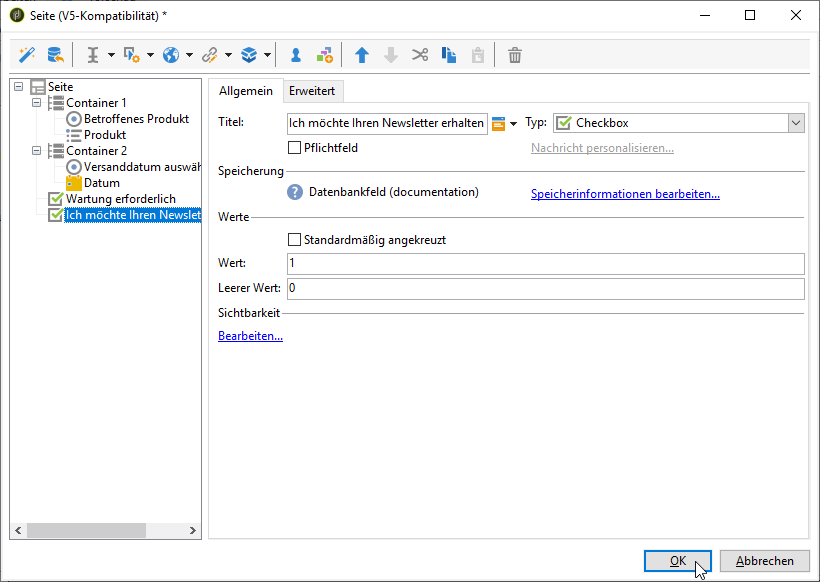 Seite (V5-Kompatibilität) *
Seite
Container 1
Betroffenes Produkt
Produkt
Container 2
Versanddatum auswäh
Datum
Wartung erforderlich
Ich möchte Ihren Newslet
Allgemein Erweitert
Titel: Ich möchte Ihren Newsletter erhalten Typ: Checkbox
Pflichtfeld Nachricht personalisieren...
Speicherung
? Datenbankfeld (documentation) Speicherinformationen bearbeiten...
Werte
Standardmäßig angekreuzt
Wert: 1
Leerer Wert: 0
Sichtbarkeit
Bearbeiten...
OK Abbrechen